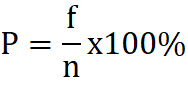 P = f/n x100%